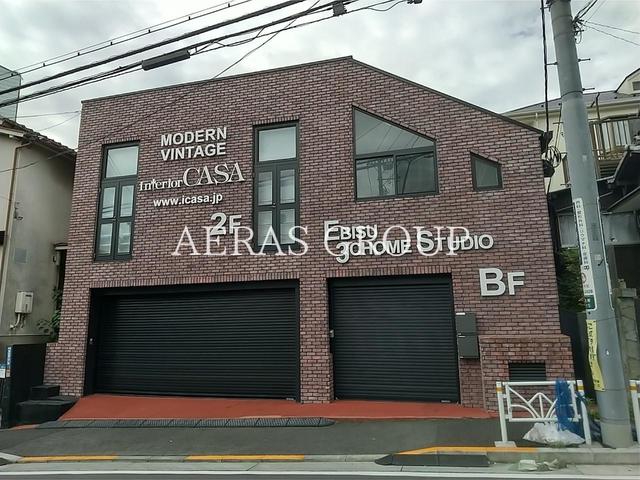 MODERN
VINTAGE
Interior CASA
www.icasa.jp
2F
AERAS GROUP
EBISU
3CHOME STUDIO
BF